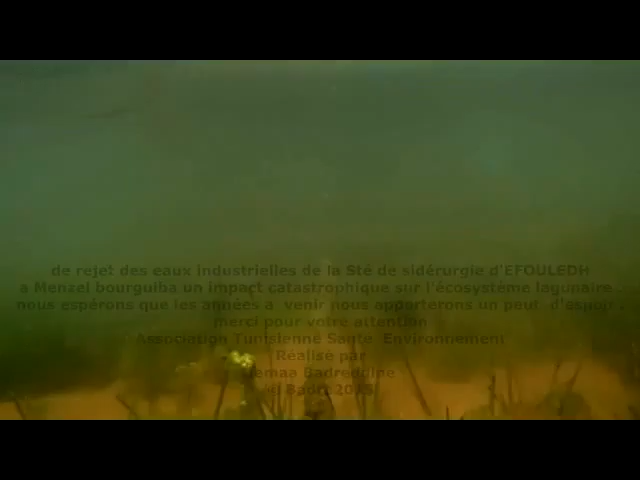 de rejet des eaux industrielles de la Sté de sidérurgie d'EFOULEDH
a Menzel bourguiba un impact catastrophique sur l'écosystème lagunaire .
nous espérons que les années a venir nous apporterons un peut d'espoir .
merci pour votre attention
Association Tunisienne Santé Environnement
Réalisé par
Jemaa Badreddine
© Badri 2015